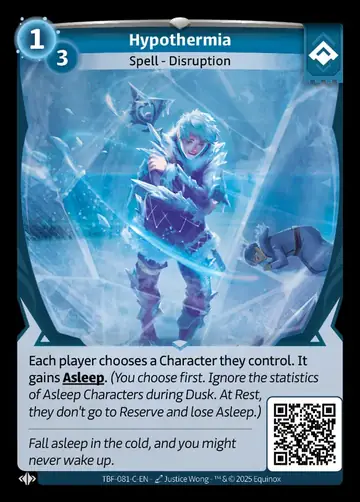 1
3
Hypothermia
Spell - Disruption
Each player chooses a Character they control. It
gains Asleep. (You choose first. Ignore the statistics
of Asleep Characters during Dusk. At Rest,
they don't go to Reserve and lose Asleep.)
Fall asleep in the cold, and you might
never wake up.
TBF-081-C-EN - Justice Wong - ™ & © 2025 Equinox